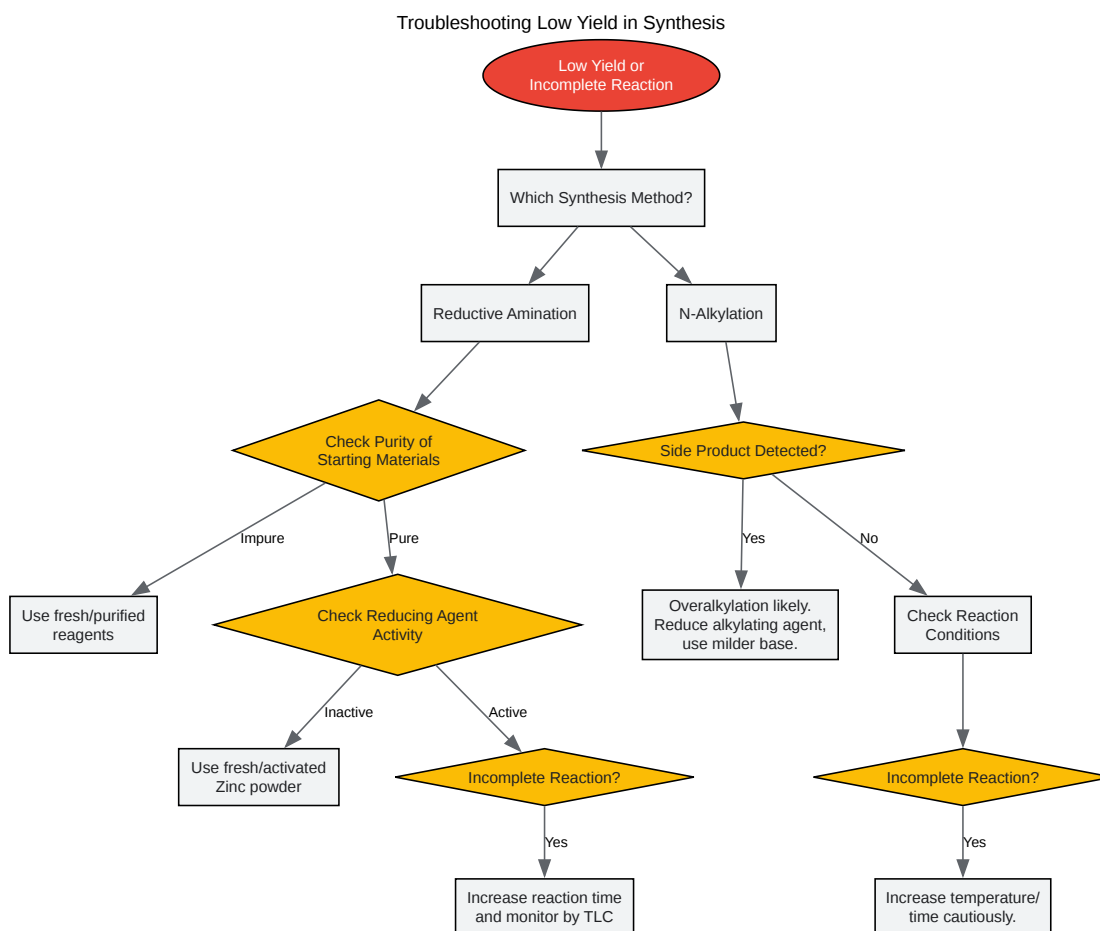 Troubleshooting Low Yield in Synthesis
Low Yield or
Incomplete Reaction
Which Synthesis Method?
Reductive Amination
N-Alkylation
Check Purity of
Starting Materials
Side Product Detected?
Impure
Pure
Yes
No
Use fresh/purified
reagents
Check Reducing Agent
Activity
Overalkylation likely.
Reduce alkylating agent,
use milder base.
Check Reaction
Conditions
Inactive
Active
Use fresh/activated
Zinc powder
Incomplete Reaction?
Incomplete Reaction?
Yes
Yes
Increase reaction time
and monitor by TLC
Increase temperature/
time cautiously.